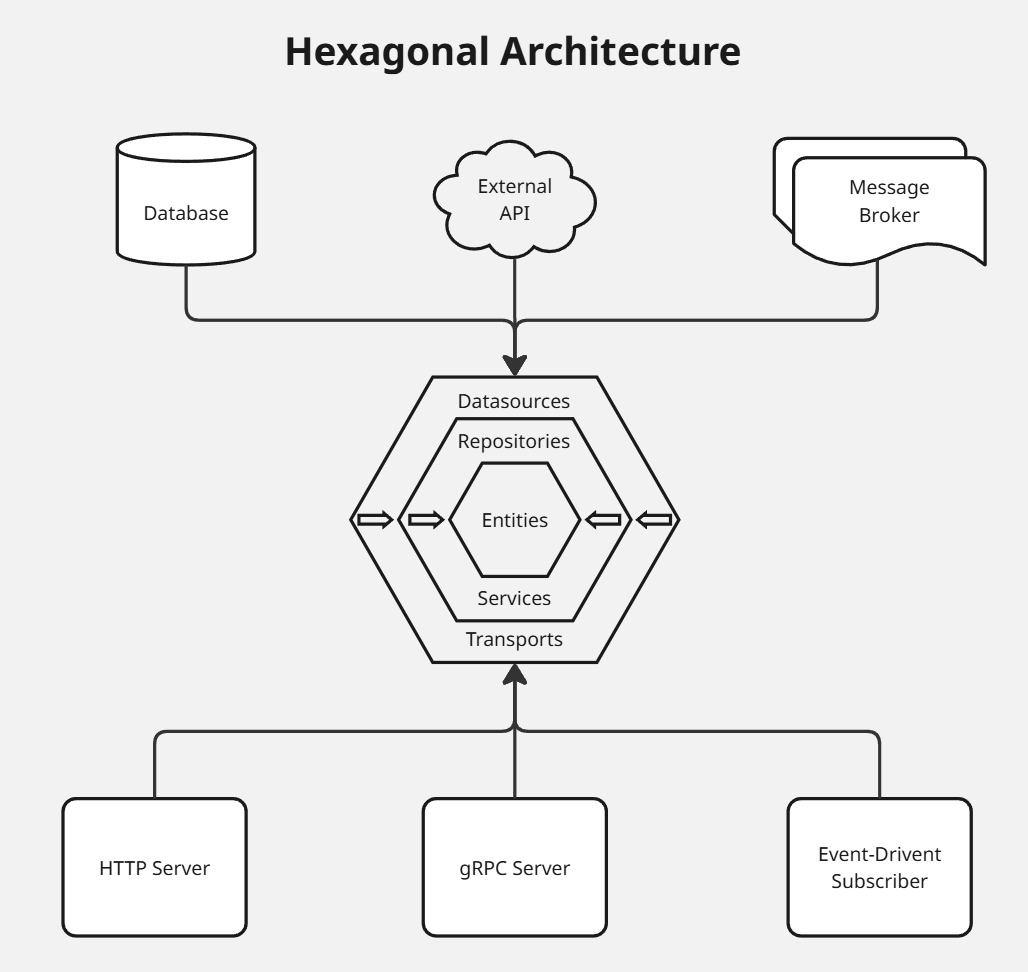 Hexagonal Architecture
Database
External
API
Message
Broker
Datasources
Repositories
Entities
Services
Transports
HTTP Server
gRPC Server
Event-Drivent
Subscriber